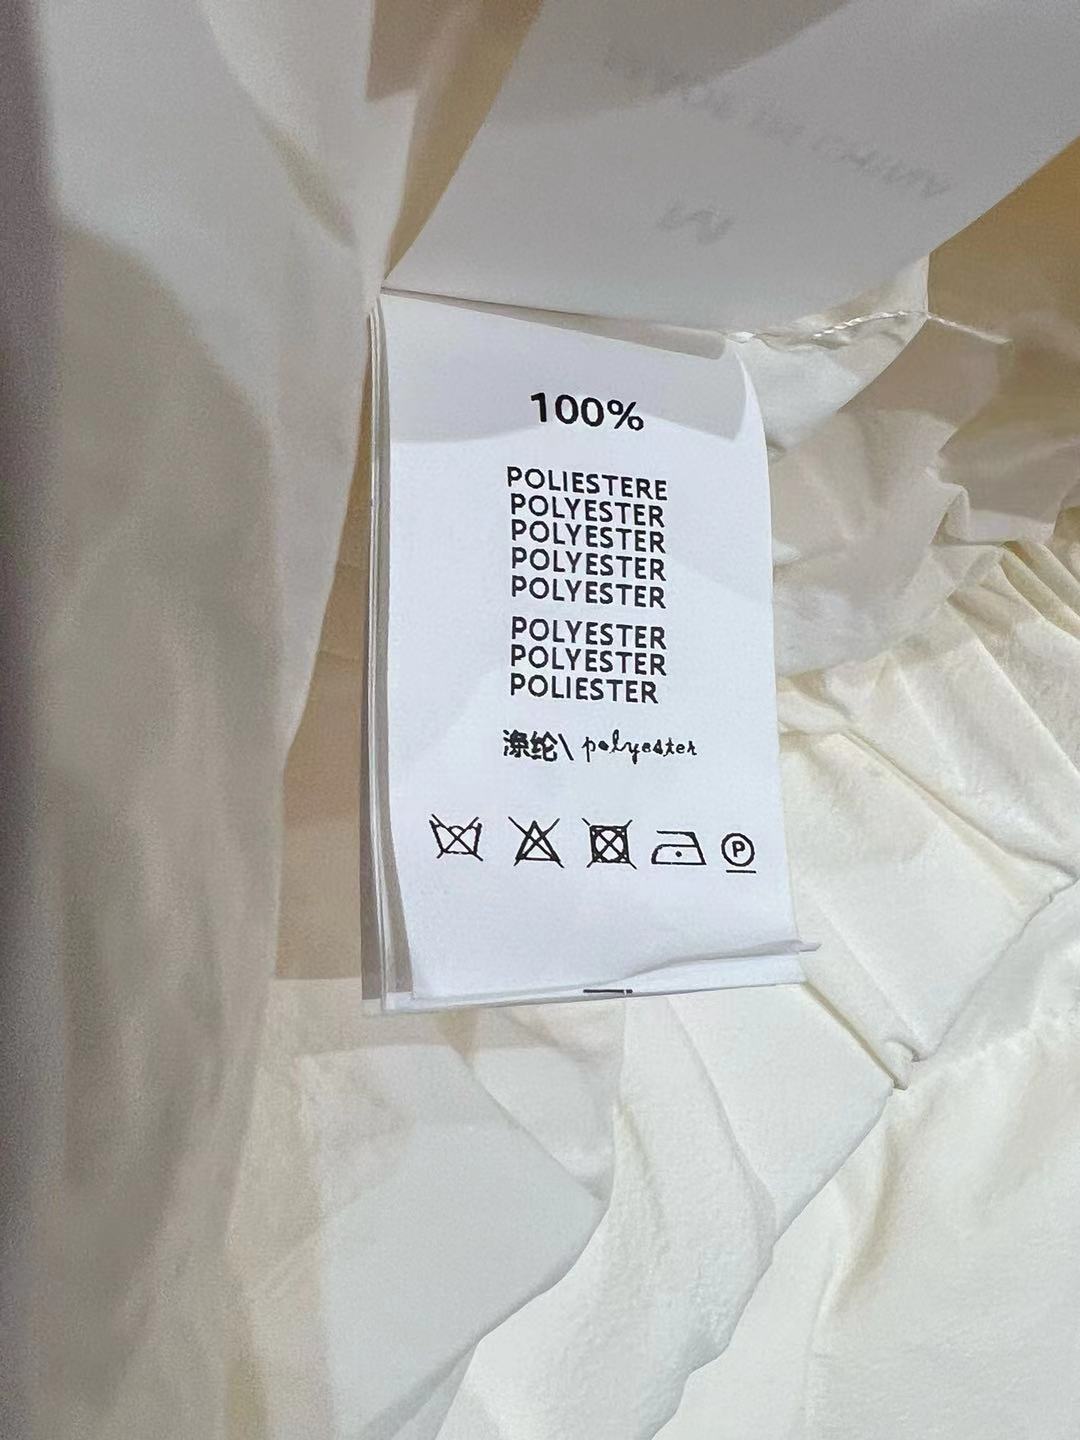 100%
POLIESTERE
POLYESTER
POLYESTER
POLYESTER
POLYESTER
POLYESTER
POLYESTER
POLIESTER
涤纶\ polyester
P